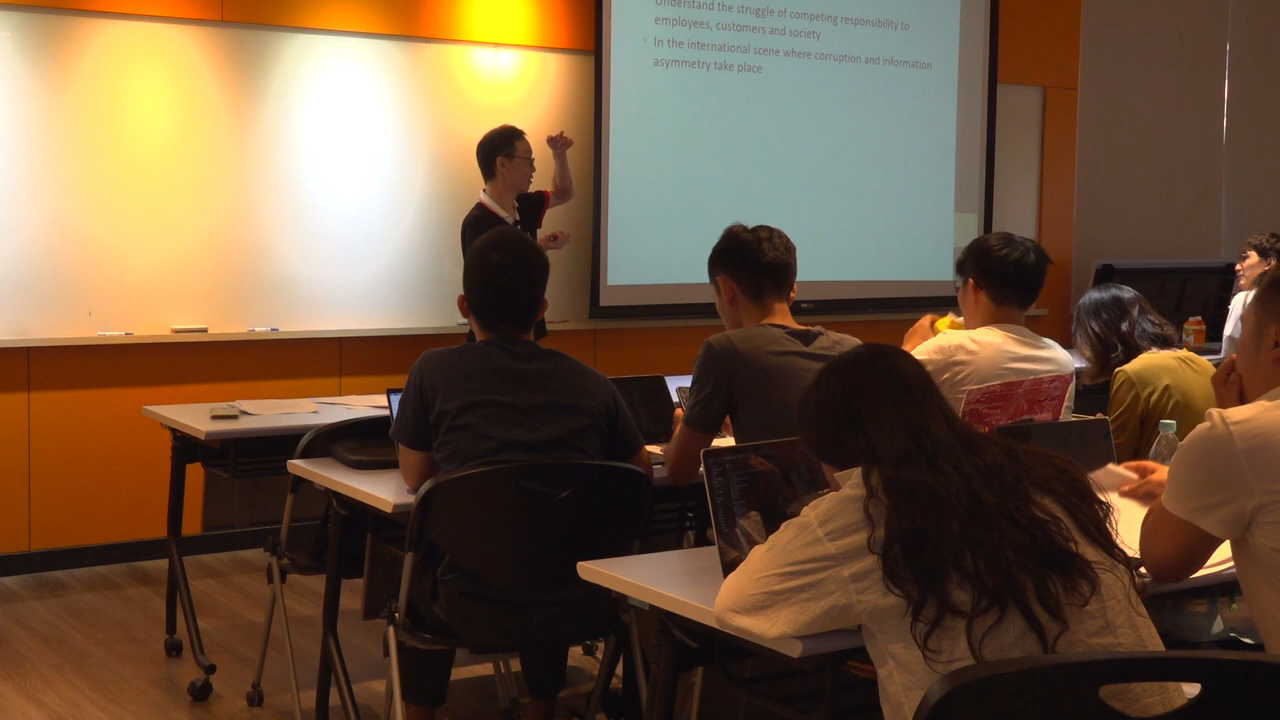 Understand the struggle of competing responsibility to
employees, customers and society
In the international scene where corruption and information
asymmetry take place